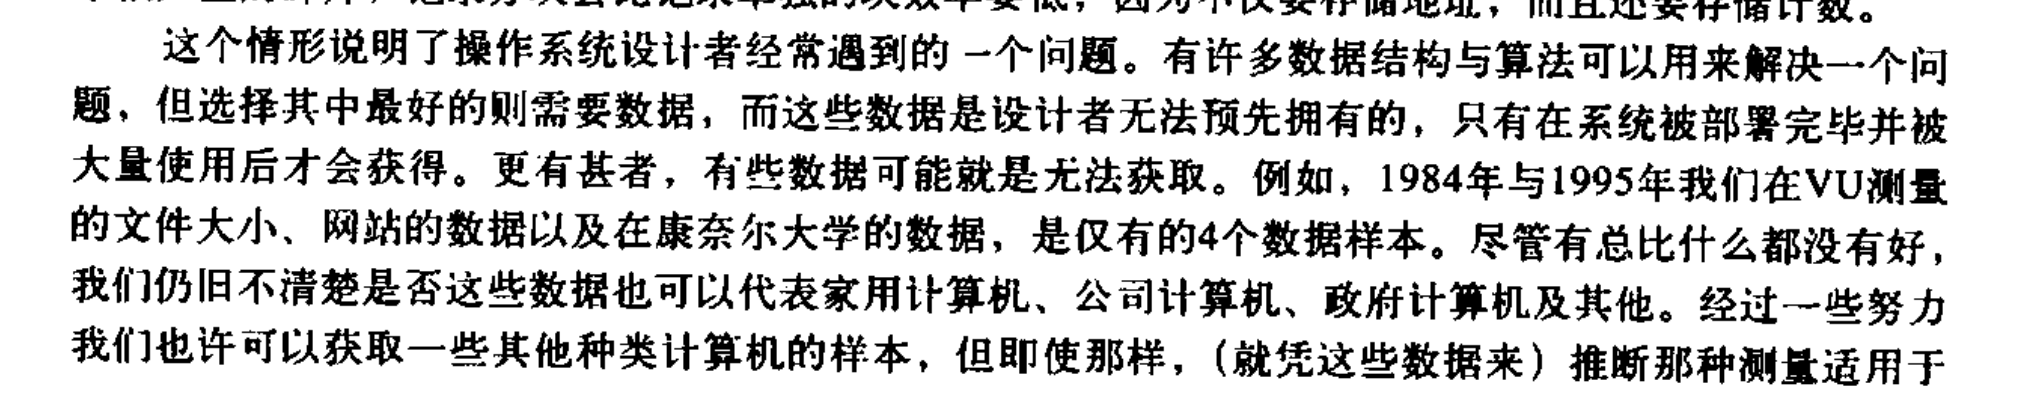 录单独的块效率要低，因为不仅要存储地址，而且还要存储计数。
这个情形说明了操作系统设计者经常遇到的一个问题。有许多数据结构与算法可以用来解决一个问
题，但选择其中最好的则需要数据，而这些数据是设计者无法预先拥有的，只有在系统被部署完毕并被
大量使用后才会获得。更有甚者，有些数据可能就是无法获取。例如，1984年与1995年我们在VU测量
的文件大小、网站的数据以及在康奈尔大学的数据，是仅有的4个数据样本。尽管有总比什么都没有好，
我们仍旧不清楚是否这些数据也可以代表家用计算机、公司计算机、政府计算机及其他。经过一些努力
我们也许可以获取一些其他种类计算机的样本，但即使那样，（就凭这些数据来）推断那种测量适用于